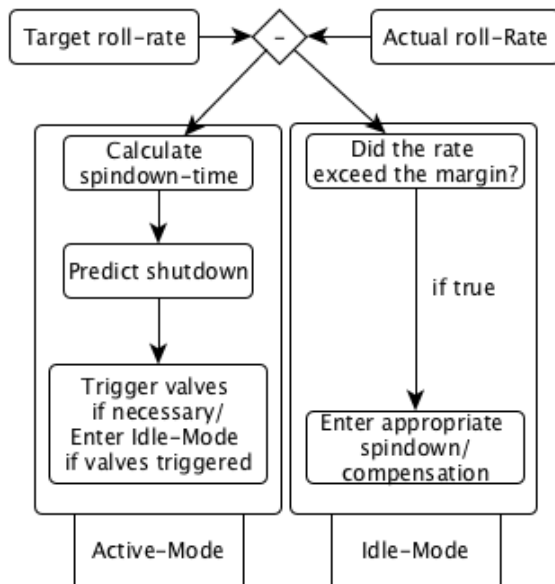 Target roll-rate
-
Actual roll-Rate
Calculate
spindown-time
Predict shutdown
Trigger valves
if necessary/
Enter Idle-Mode
if valves triggered
Active-Mode
Did the rate
exceed the margin?
if true
Enter appropriate
spindown/
compensation
Idle-Mode